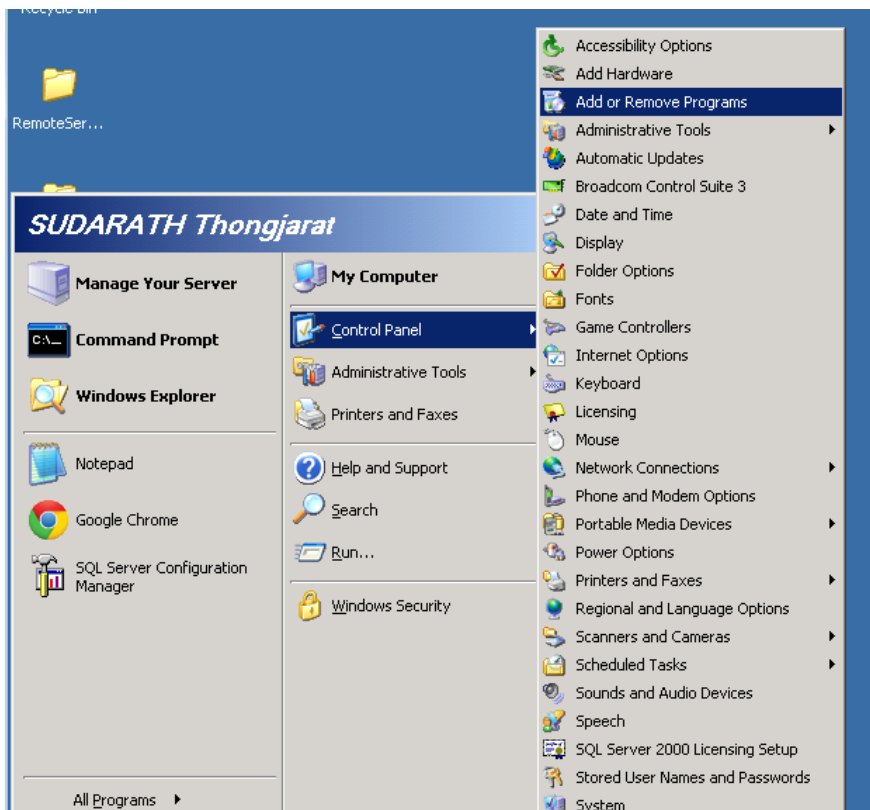 Recycle Bin
RemoteSer...
SUDARATH Thongjarat
Manage Your Server
C:\_
Command Prompt
Windows Explorer
Notepad
Google Chrome
SQL Server Configuration
Manager
All Programs
My Computer
Control Panel
Administrative Tools
Printers and Faxes
Help and Support
Search
Run...
Windows Security
Accessibility Options
Add Hardware
Add or Remove Programs
Administrative Tools
Automatic Updates
Broadcom Control Suite 3
Date and Time
Display
Folder Options
Fonts
Game Controllers
Internet Options
Keyboard
Licensing
Mouse
Network Connections
Phone and Modem Options
Portable Media Devices
Power Options
Printers and Faxes
Regional and Language Options
Scanners and Cameras
Scheduled Tasks
Sounds and Audio Devices
Speech
SQL Server 2000 Licensing Setup
Stored User Names and Passwords
System